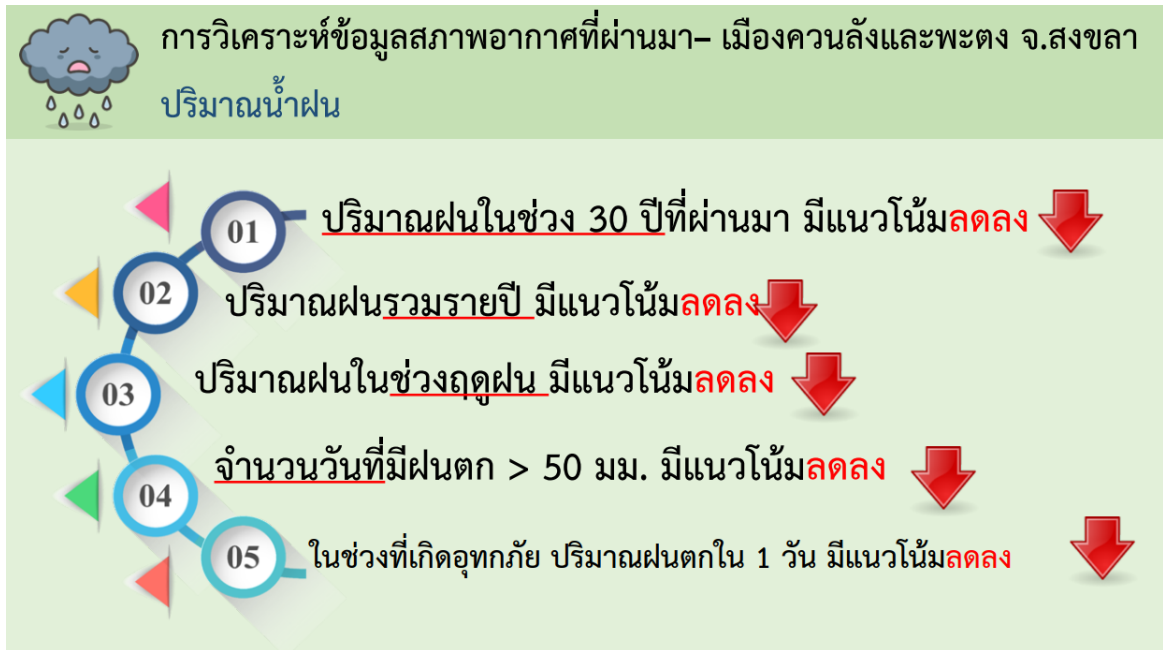 การวิเคราะห์ข้อมูลสภาพอากาศที่ผ่านมา– เมืองควนลังและพะตง จ.สงขลา
ปริมาณน้ำฝน
01 ปริมาณฝนในช่วง 30 ปีที่ผ่านมา มีแนวโน้มลดลง
02 ปริมาณฝนรวมรายปี มีแนวโน้มลดลง
03 ปริมาณฝนในช่วงฤดูฝน มีแนวโน้มลดลง
04 จำนวนวันที่มีฝนตก > 50 มม. มีแนวโน้มลดลง
05 ในช่วงที่เกิดอุทกภัย ปริมาณฝนตกใน 1 วัน มีแนวโน้มลดลง